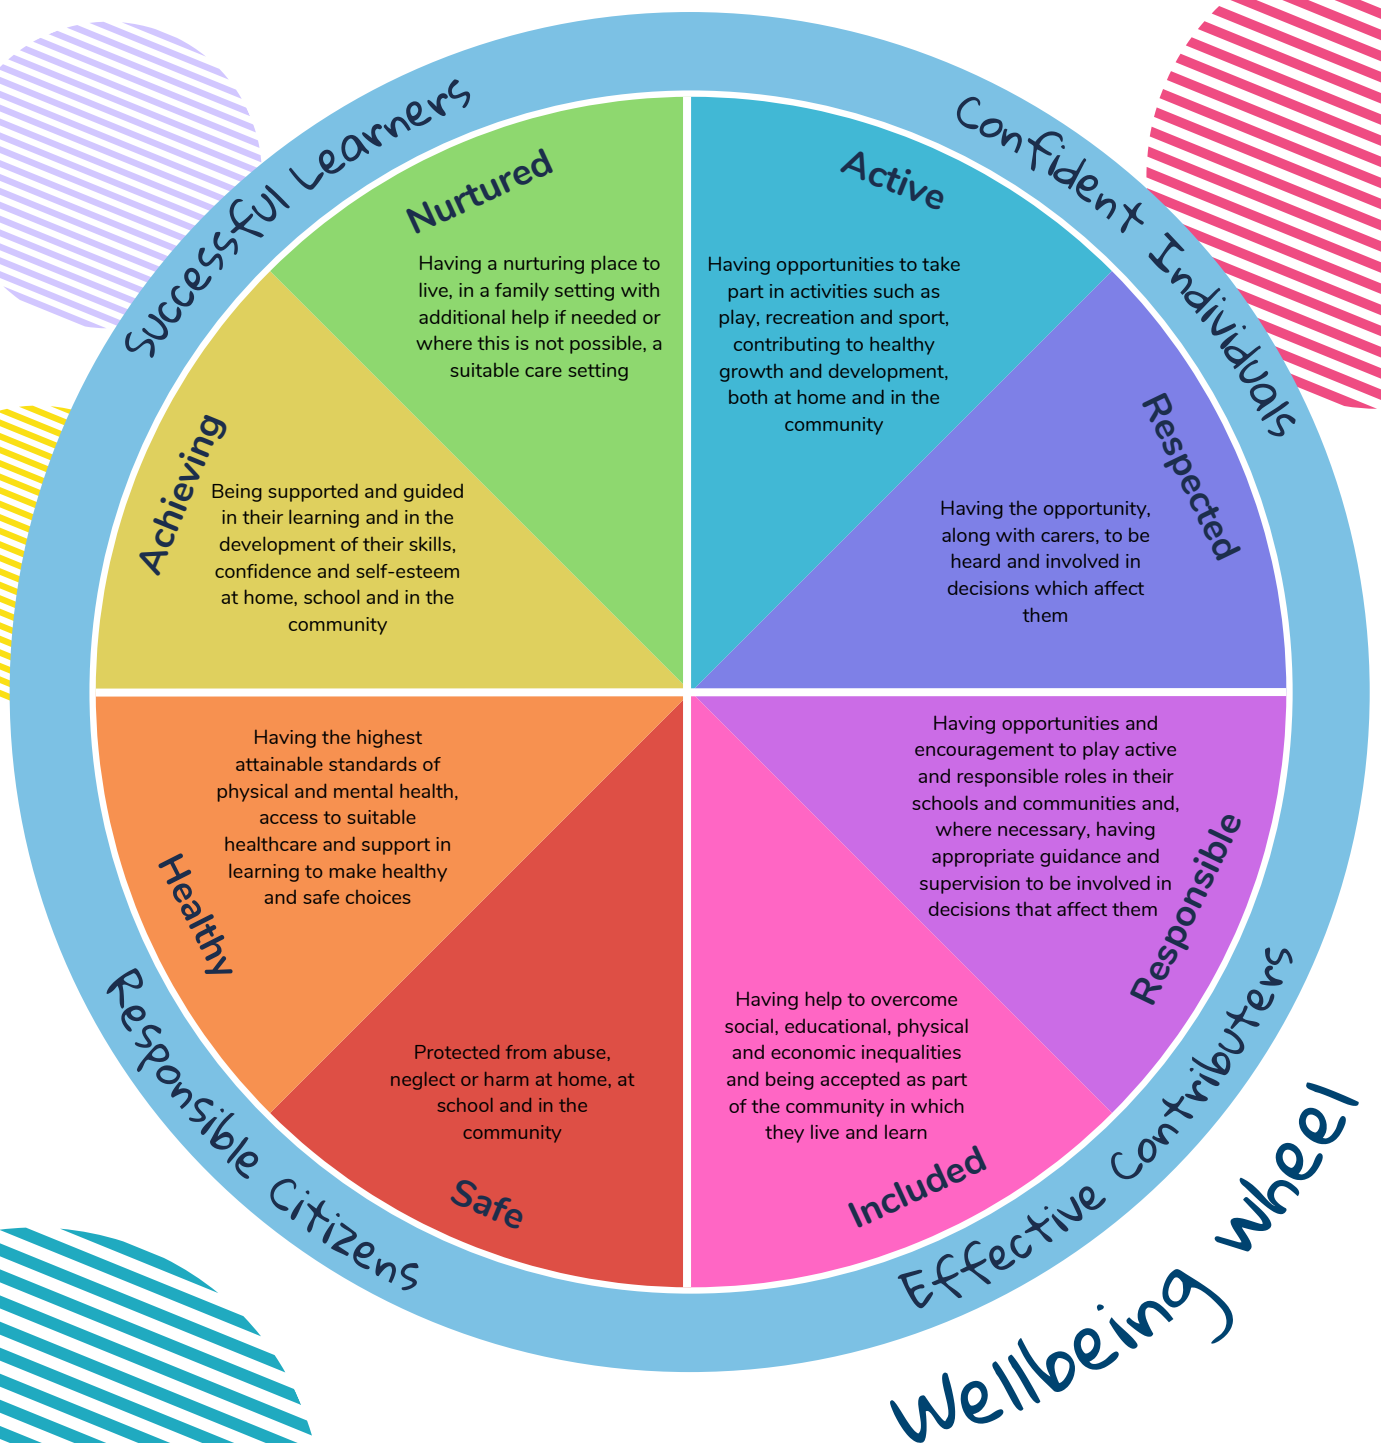 Successful Learners
Confident Individuals
Nurtured
Having a nurturing place to
live, in a family setting with
additional help if needed or
where this is not possible, a
suitable care setting
Active
Having opportunities to take
part in activities such as
play, recreation and sport,
contributing to healthy
growth and development,
both at home and in the
community
Achieving
Being supported and guided
in their learning and in the
development of their skills,
confidence and self-esteem
at home, school and in the
community
Respected
Having the opportunity,
along with carers, to be
heard and involved in
decisions which affect
them
Healthy
Having the highest
attainable standards of
physical and mental health,
access to suitable
healthcare and support in
learning to make healthy
and safe choices
Responsible
Having opportunities and
encouragement to play active
and responsible roles in their
schools and communities and,
where necessary, having
appropriate guidance and
supervision to be involved in
decisions that affect them
Protected from abuse,
neglect or harm at home, at
school and in the
community
Safe
Having help to overcome
social, educational, physical
and economic inequalities
and being accepted as part
of the community in which
they live and learn
Included
Responsible Citizens
Effective Contributers
Wellbeing wheel